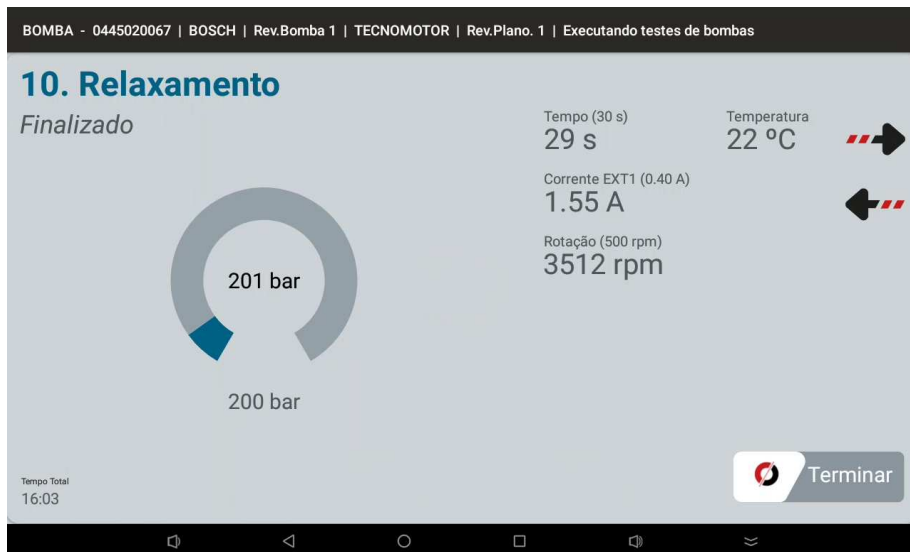 BOMBA - 0445020067 | BOSCH | Rev.Bomba 1 | TECNOMOTOR | Rev.Plano. 1 | Executando testes de bombas
10. Relaxamento
Finalizado
Tempo (30 s)
29 s
Temperatura
22 ºC
Corrente EXT1 (0.40 A)
1.55 A
Rotação (500 rpm)
3512 rpm
201 bar
200 bar
Tempo Total
16:03
Terminar